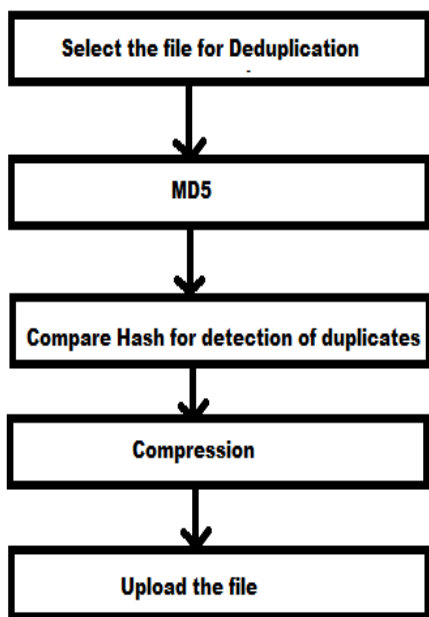 Select the file for Deduplication
MD5
Compare Hash for detection of duplicates
Compression
Upload the file